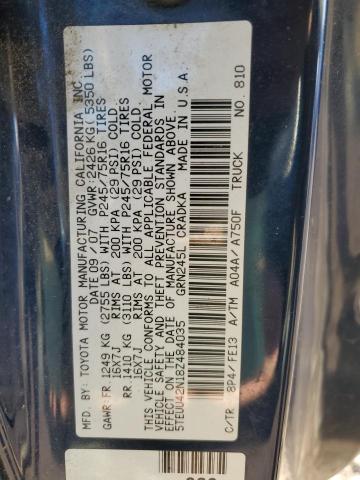 MFD. BY: TOYOTA MOTOR MANUFACTURING CALIFORNIA INC.
DATE 09 / 07 GVWR: 2426 KG ( 5350 LBS)
GAWR: FR 1249 KG (2755 LBS) WITH P245/75R16 TIRES
16X7J RIMS AT 200 KPA (29 PSI) COLD.
RR 1410 KG (3110 LBS) WITH P245/75R16 TIRES
16X7J RIMS AT 200 KPA (29 PSI) COLD.
THIS VEHICLE CONFORMS TO ALL APPLICABLE FEDERAL MOTOR
VEHICLE SAFETY AND THEFT PREVENTION STANDARDS IN
EFFECT ON THE DATE OF MANUFACTURE SHOWN ABOVE.
5TEUU42N18Z484035 TRUCK
GRN245L CRADKA MADE IN U.S.A.
C/TR 8P4/ FE13 A/TM A04A/ A750F NO. 810